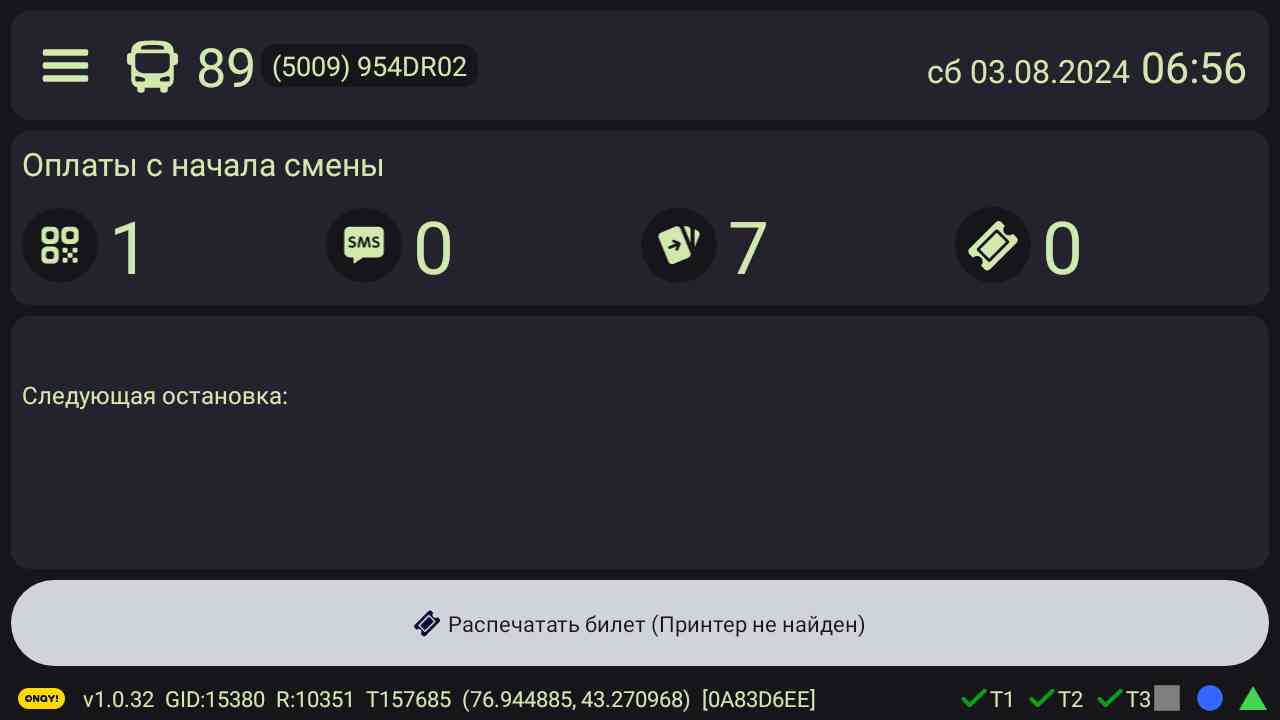 89 (5009) 954DR02 сб 03.08.2024 06:56
Оплаты с начала смены
1 SMS 0 7 0
Следующая остановка:
Распечатать билет (Принтер не найден)
ONAY! v1.0.32 GID:15380 R:10351 T157685 (76.944885, 43.270968) [0A83D6EE] T1 T2 T3